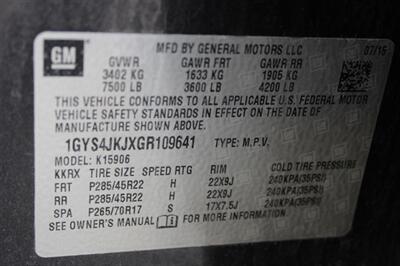 GM
MFD BY GENERAL MOTORS LLC 07/15
GVWR GAWR FRT GAWR RR
3402 KG 1633 KG 1905 KG
7500 LB 3600 LB 4200 LB
THIS VEHICLE CONFORMS TO ALL APPLICABLE U.S. FEDERAL MOTOR
VEHICLE SAFETY STANDARDS IN EFFECT ON THE DATE OF
MANUFACTURE SHOWN ABOVE.
1GYS4JKJXGR109641 TYPE: M.P.V.
MODEL: K15906
KKRX TIRE SIZE SPEED RTG RIM COLD TIRE PRESSURE
FRT P285/45R22 H 22X9J 240KPA(35PSI)
RR P285/45R22 H 22X9J 240KPA(35PSI)
SPA P265/70R17 S 17X7.5J 240KPA(35PSI)
SEE OWNER'S MANUAL FOR MORE INFORMATION.